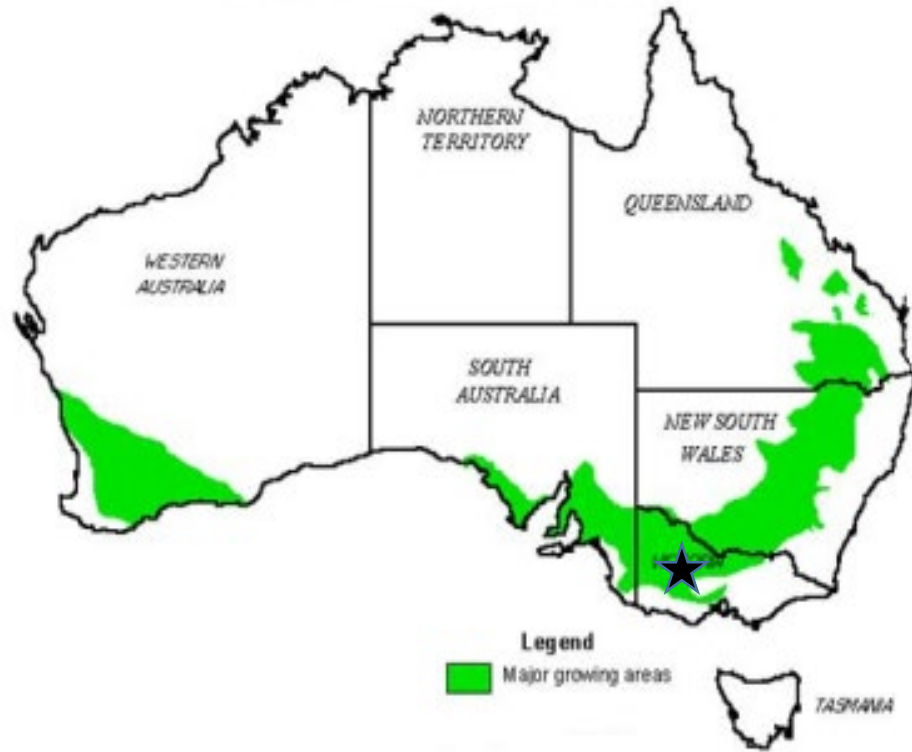 NORTHERN
TERRITORY
QUEENSLAND
WESTERN
AUSTRALIA
SOUTH
AUSTRALIA
NEW SOUTH
WALES
Legend
Major growing areas
TASMANIA